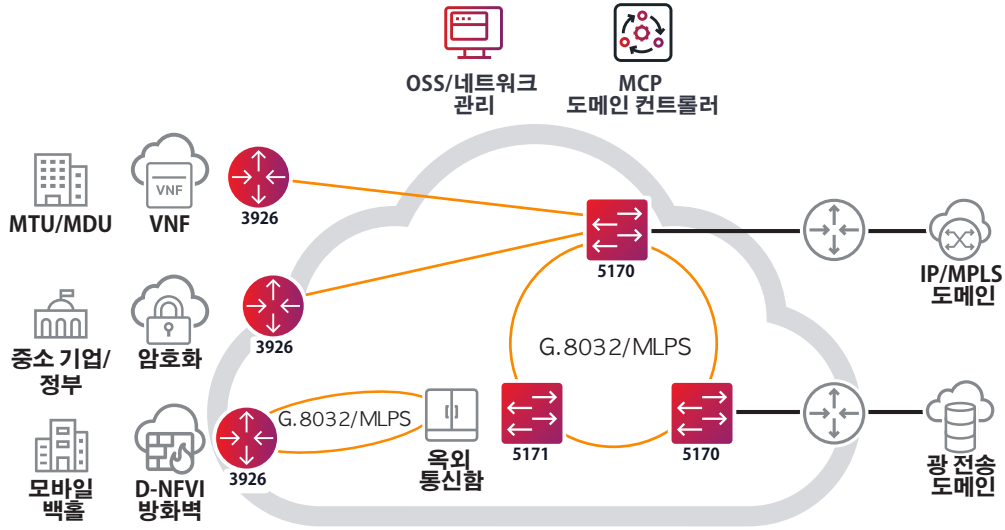 OSS/네트워크
관리
MCP
도메인 컨트롤러
VNF
MTU/MDU
VNF
3926
5170
IP/MPLS
도메인
중소 기업/
정부
암호화
3926
G.8032/MLPS
G.8032/MLPS
모바일
백홀
D-NFVI
방화벽
3926
옥외
통신함
5171
5170
광 전송
도메인